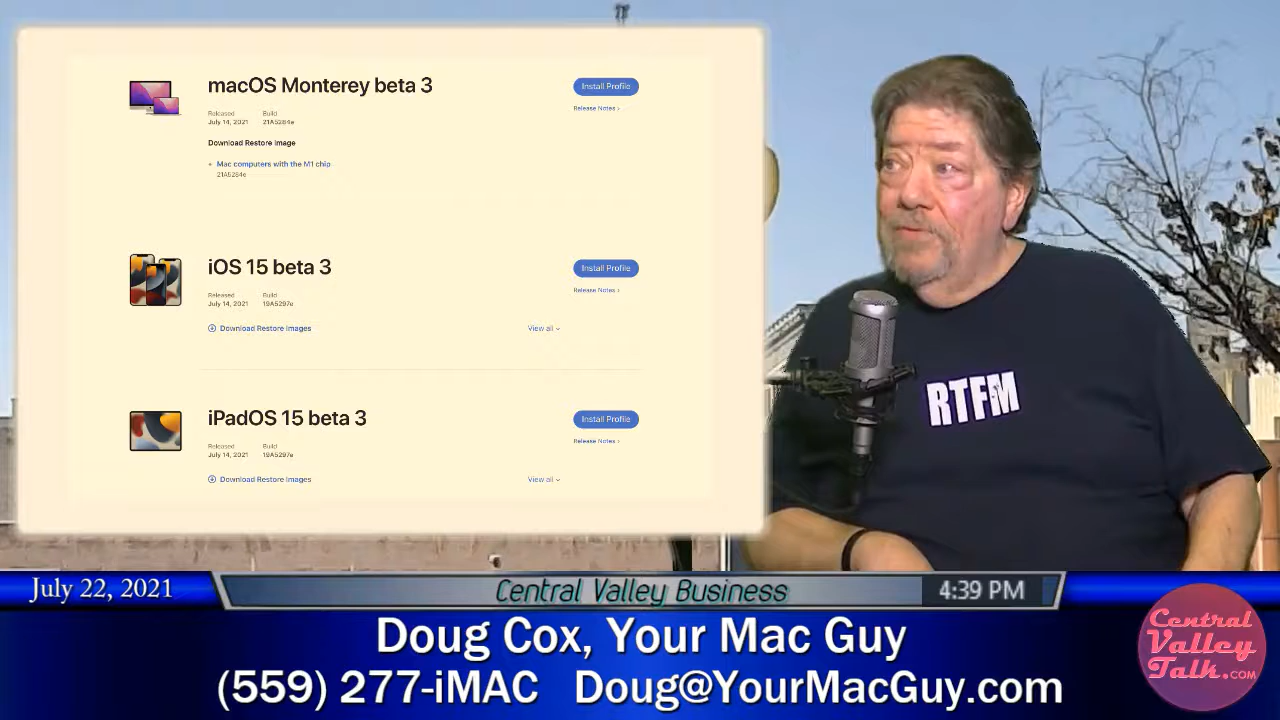 macOS Monterey beta 3
Install Profile
Release Notes ›
Released Build
July 14, 2021 21A5284e
Download Restore Image
Mac computers with the M1 chip
21A5284e
iOS 15 beta 3
Install Profile
Release Notes ›
Released Build
July 14, 2021 19A5297e
Download Restore Images
View all
iPadOS 15 beta 3
Install Profile
Release Notes ›
Released Build
July 14, 2021 19A5297e
Download Restore Images
View all
RTFM
July 22, 2021
Central Valley Business
4:39 PM
Doug Cox, Your Mac Guy
(559) 277-iMAC Doug@YourMacGuy.com
Central
Valley
Talk.COM